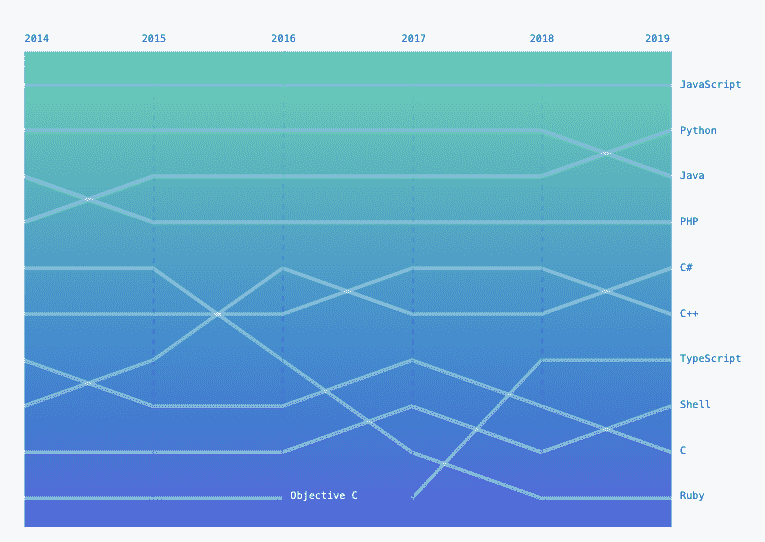 2014 2015 2016 2017 2018 2019
JavaScript
Python
Java
PHP
C#
C++
TypeScript
Shell
C
Objective C
Ruby